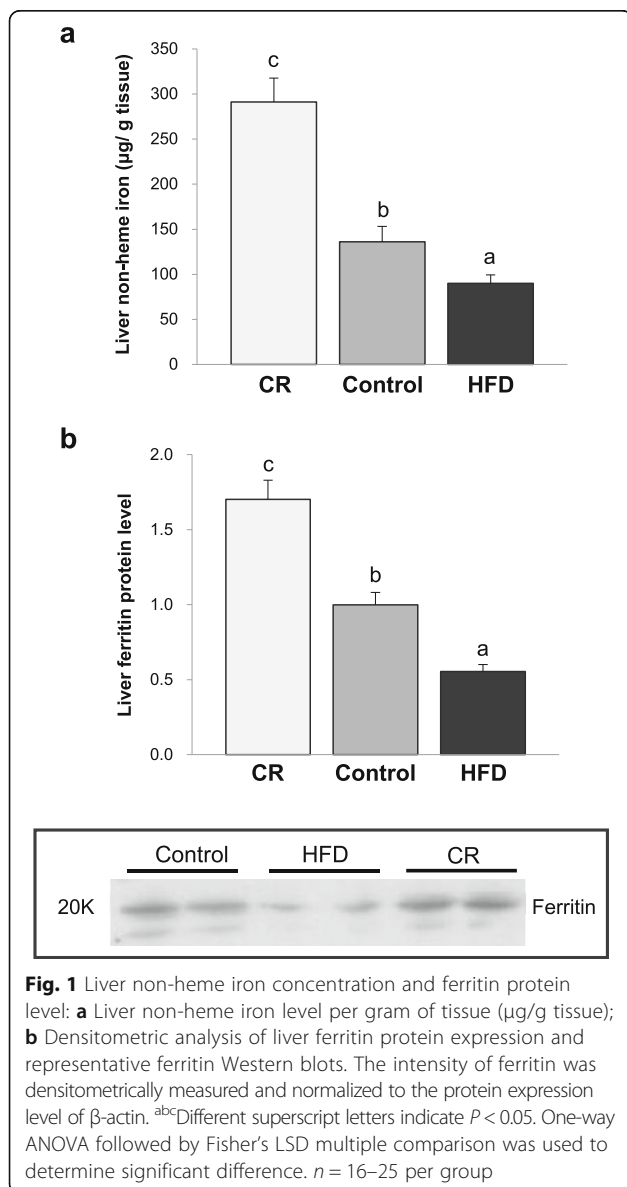 a
350
300
250
200
150
100
50
0
Liver non-heme iron (µg/ g tissue)
c
b
a
CR Control HFD
b
2.0
1.5
1.0
0.5
0.0
Liver ferritin protein level
c
b
a
CR Control HFD
Control HFD CR
20K Ferritin
Fig. 1 Liver non-heme iron concentration and ferritin protein
level: a Liver non-heme iron level per gram of tissue (µg/g tissue);
b Densitometric analysis of liver ferritin protein expression and
representative ferritin Western blots. The intensity of ferritin was
densitometrically measured and normalized to the protein expression
level of β-actin. abcDifferent superscript letters indicate P < 0.05. One-way
ANOVA followed by Fisher’s LSD multiple comparison was used to
determine significant difference. n = 16–25 per group